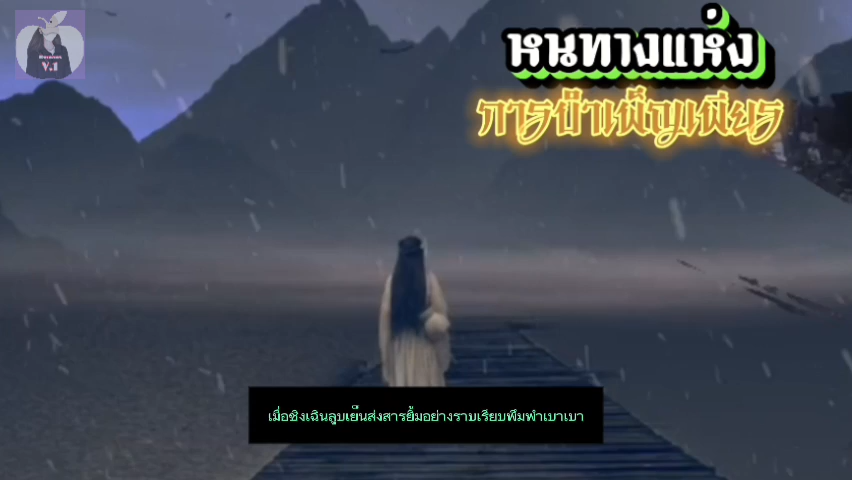 หนทางแห่ง
การบำเพ็ญเพียร
เมื่อชิงเฉินลูบเย็นส่งสารยิ้มอย่างราบเรียบพึมพำเบาเบา
V.1